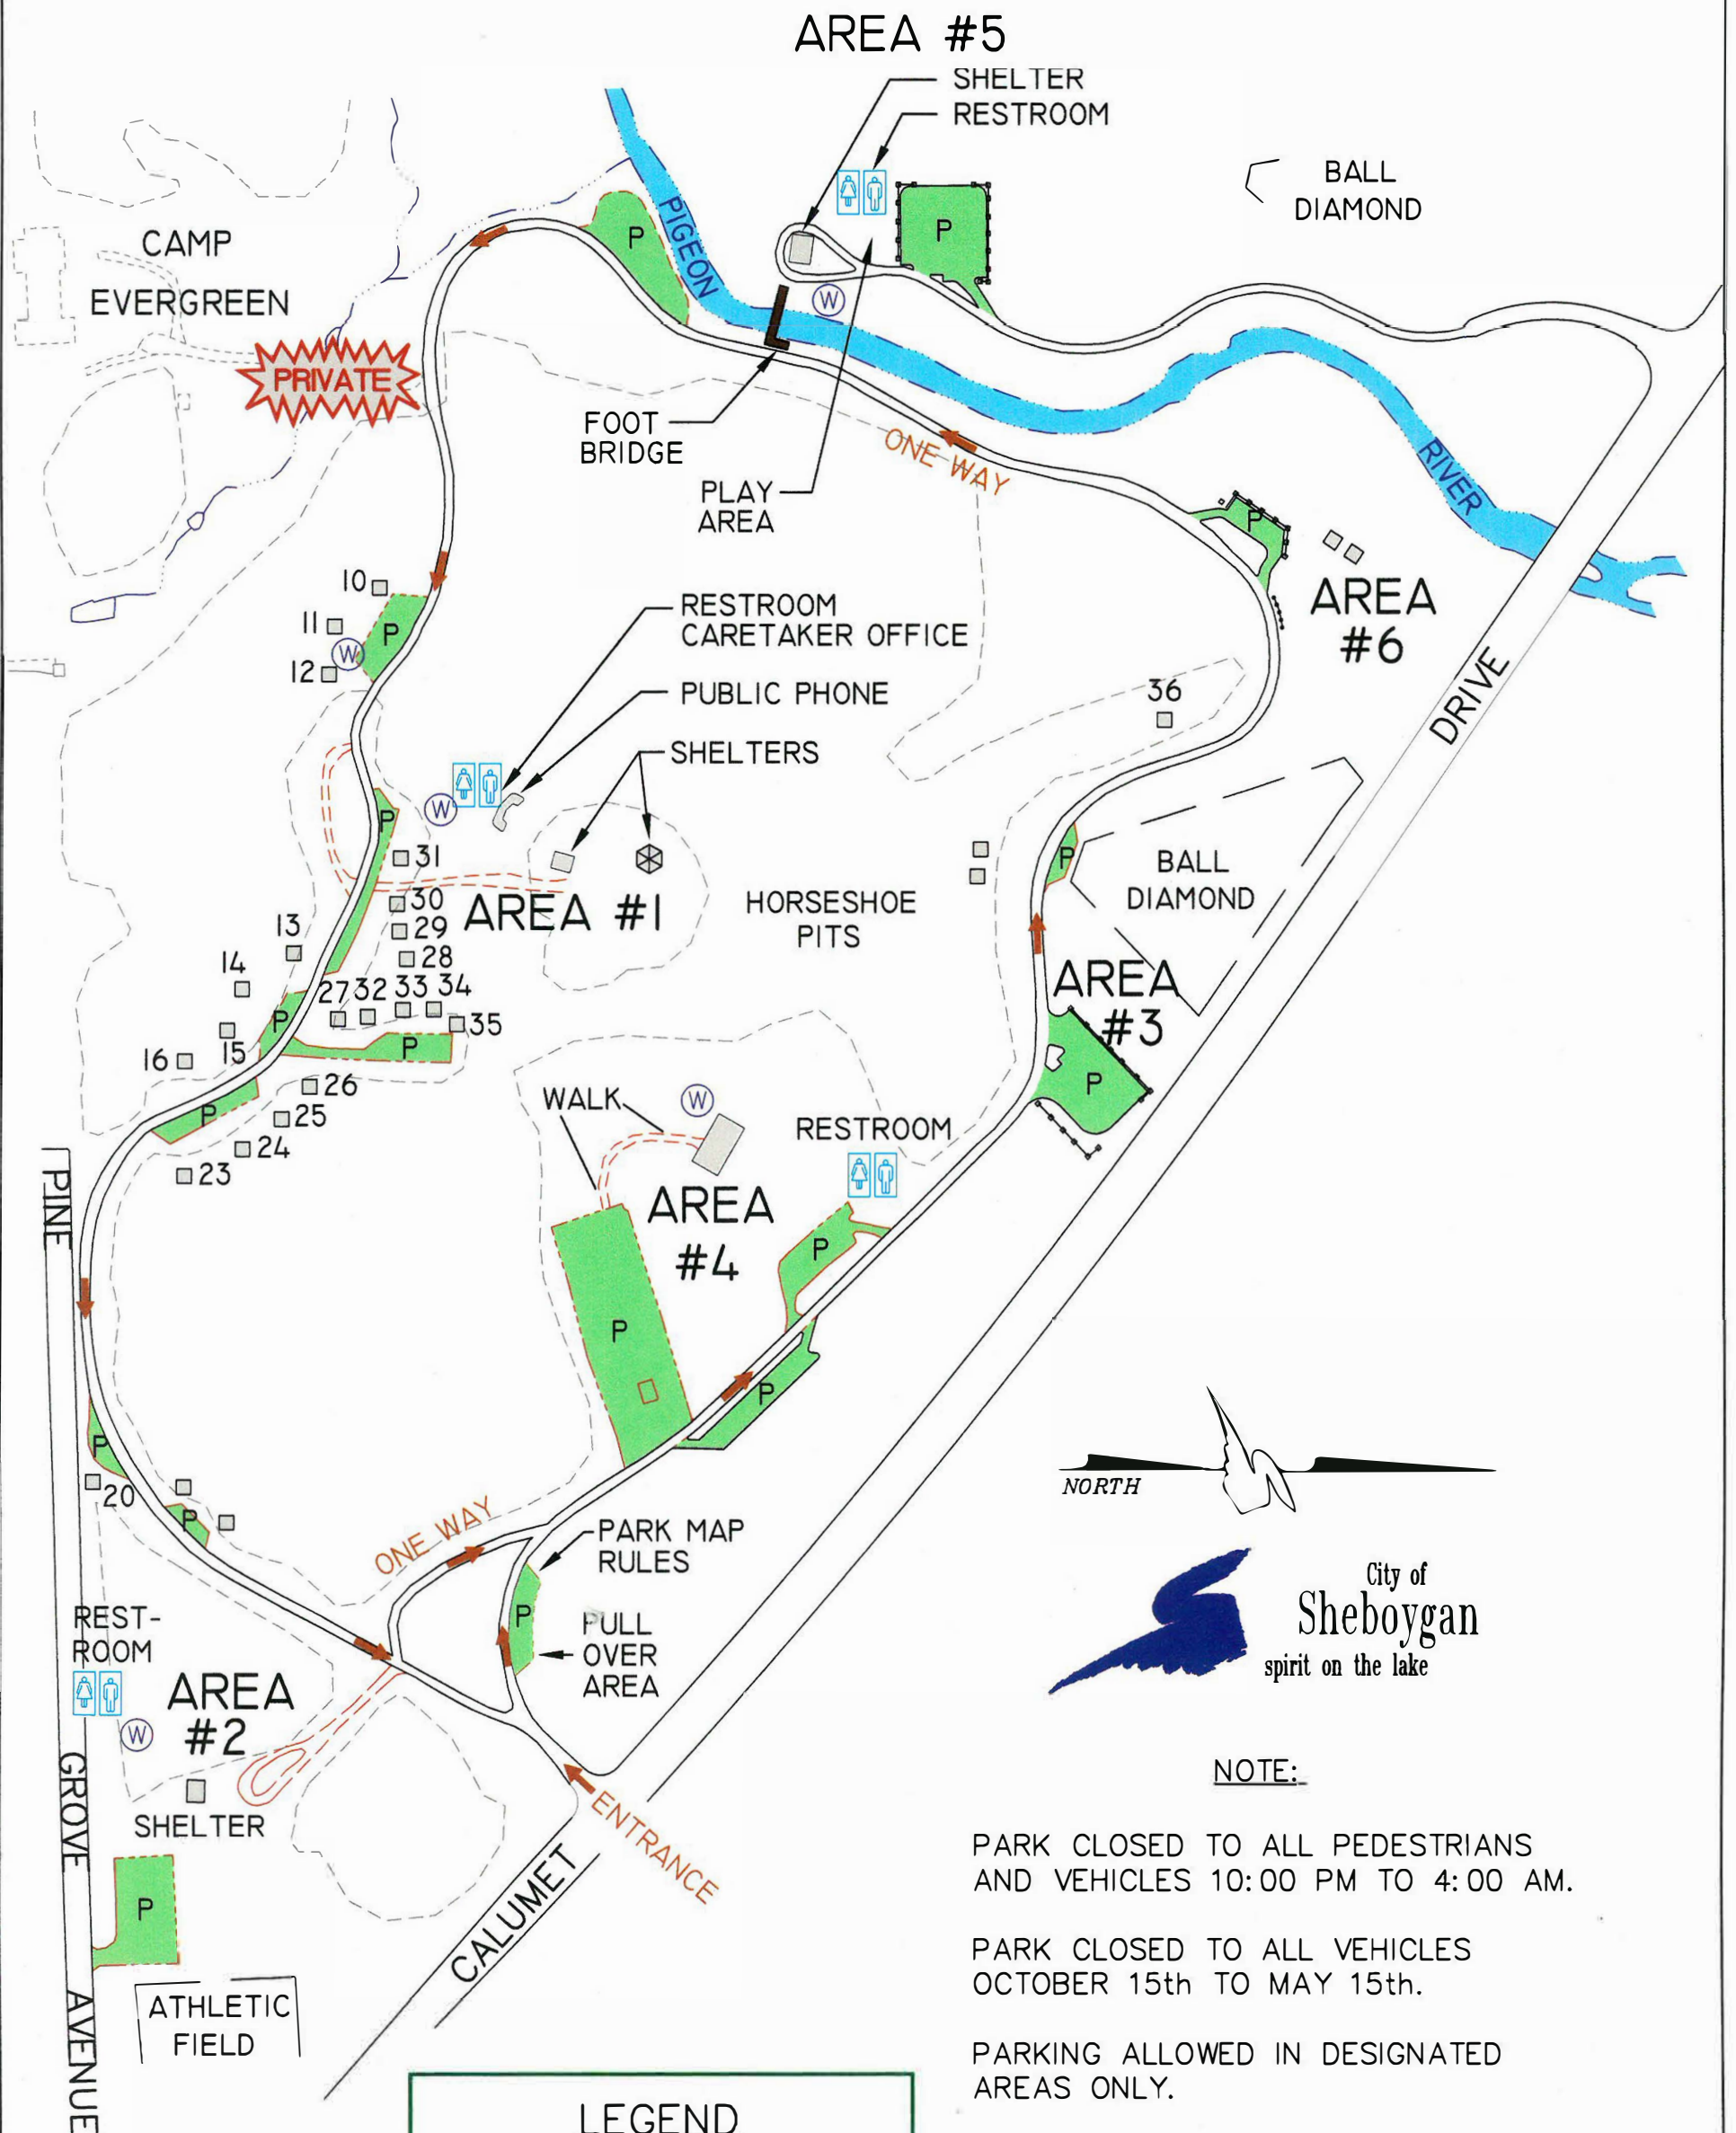 AREA #5
SHELTER
RESTROOM
BALL
DIAMOND
P
P
PIGEON
CAMP
EVERGREEN
W
PRIVATE
FOOT
BRIDGE
ONE WAY
RIVER
PLAY
AREA
P
10
11
P
W
12
RESTROOM
CARETAKER OFFICE
AREA
#6
PUBLIC PHONE
36
DRIVE
SHELTERS
W
P
31
P
BALL
DIAMOND
30
AREA #1
HORSESHOE
PITS
29
13
28
14
27
32
33
34
AREA
#3
P
35
15
P
16
26
P
P
25
WALK
W
RESTROOM
24
23
PINE
AREA
#4
P
P
P
P
20
P
ONE WAY
PARK MAP
RULES
NORTH
P
REST-
ROOM
PULL
OVER
AREA
City of
Sheboygan
spirit on the lake
AREA
#2
W
GROVE
SHELTER
ENTRANCE
NOTE:
PARK CLOSED TO ALL PEDESTRIANS
AND VEHICLES 10:00 PM TO 4:00 AM.
P
CALUMET
PARK CLOSED TO ALL VEHICLES
OCTOBER 15th TO MAY 15th.
AVENUE
ATHLETIC
FIELD
PARKING ALLOWED IN DESIGNATED
AREAS ONLY.
LEGEND